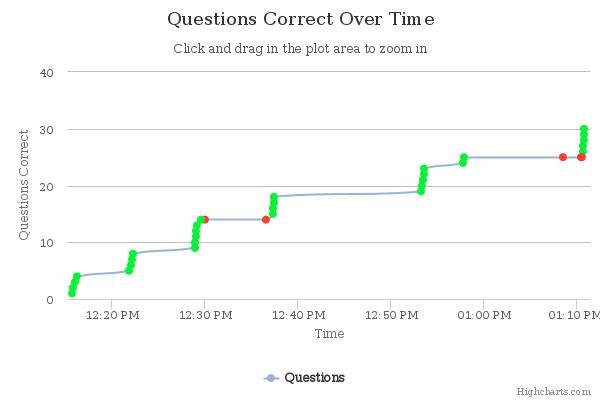 Questions Correct Over Time
Click and drag in the plot area to zoom in
Questions Correct
40
30
20
10
0
12:20 PM
12:30 PM
12:40 PM
12:50 PM
01:00 PM
01:10 PM
Time
Questions
Highcharts.com